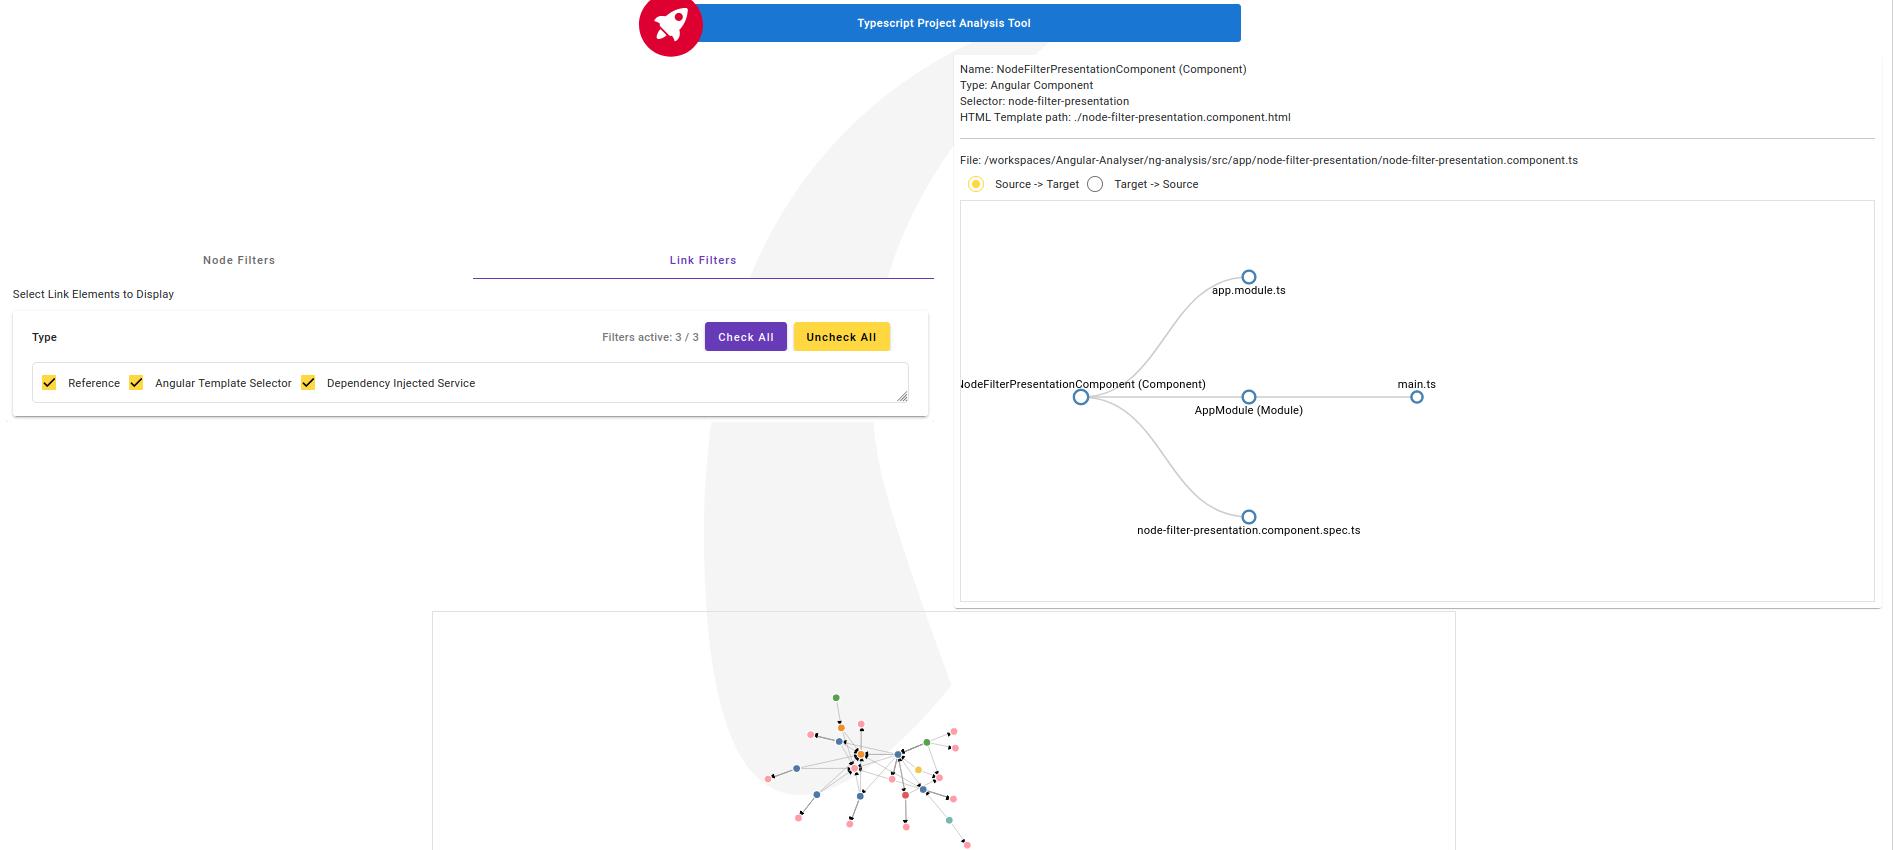 Typescript Project Analysis Tool
Name: NodeFilterPresentationComponent (Component)
Type: Angular Component
Selector: node-filter-presentation
HTML Template path: ./node-filter-presentation.component.html
File: /workspaces/Angular-Analyser/ng-analysis/src/app/node-filter-presentation/node-filter-presentation.component.ts
Source -> Target Target -> Source
Node Filters Link Filters
Select Link Elements to Display
Type Filters active: 3 / 3 Check All Uncheck All
Reference Angular Template Selector Dependency Injected Service
app.module.ts
NodeFilterPresentationComponent (Component)
main.ts
AppModule (Module)
node-filter-presentation.component.spec.ts